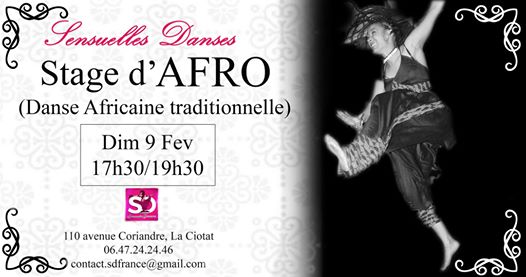 Sensuelles Danses
Stage d'AFRO
(Danse Africaine traditionnelle)
Dim 9 Fev
17h30/19h30
SD
110 avenue Coriandre, La Ciotat
06.47.24.24.46
contact.sdfrance@gmail.com